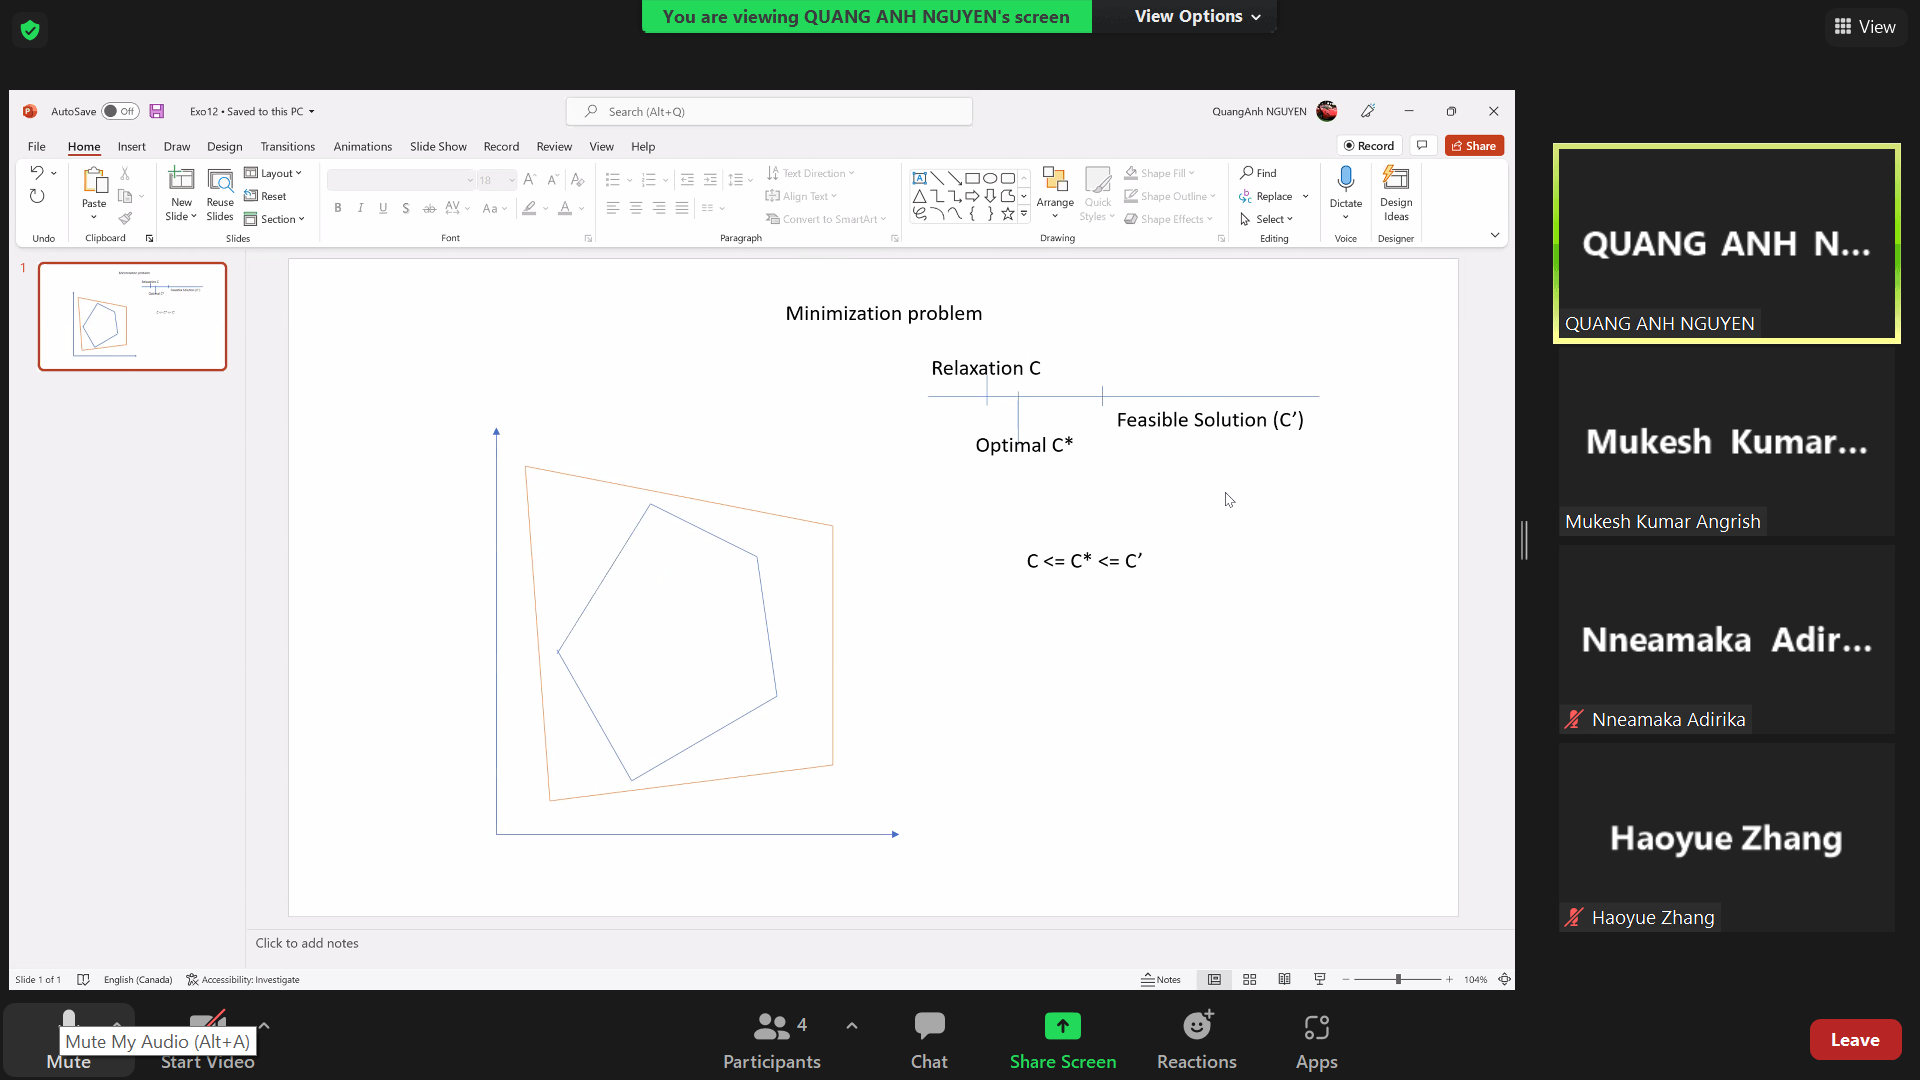 You are viewing QUANG ANH NGUYEN's screen
View Options
View
AutoSave Off
Exo12 • Saved to this PC
Search (Alt+Q)
QuangAnh NGUYEN
File Home Insert Draw Design Transitions Animations Slide Show Record Review View Help
Record
Share
Undo
Paste
Clipboard
New Slide
Reuse Slides
Layout
Reset
Section
Slides
18
B I U S ab AV Aa A
Font
Text Direction
Align Text
Convert to SmartArt
Paragraph
Arrange
Quick Styles
Shape Fill
Shape Outline
Shape Effects
Drawing
Find
Replace
Select
Editing
Dictate
Voice
Design Ideas
Designer
1
Minimization problem
Relaxation C
Feasible Solution (C’)
Optimal C*
C <= C* <= C’
Click to add notes
Slide 1 of 1
English (Canada)
Accessibility: Investigate
Notes
104%
QUANG ANH N...
QUANG ANH NGUYEN
Mukesh Kumar...
Mukesh Kumar Angrish
Nneamaka Adir...
Nneamaka Adirika
Haoyue Zhang
Haoyue Zhang
Mute My Audio (Alt+A)
Mute
Start Video
4
Participants
Chat
Share Screen
Reactions
Apps
Leave